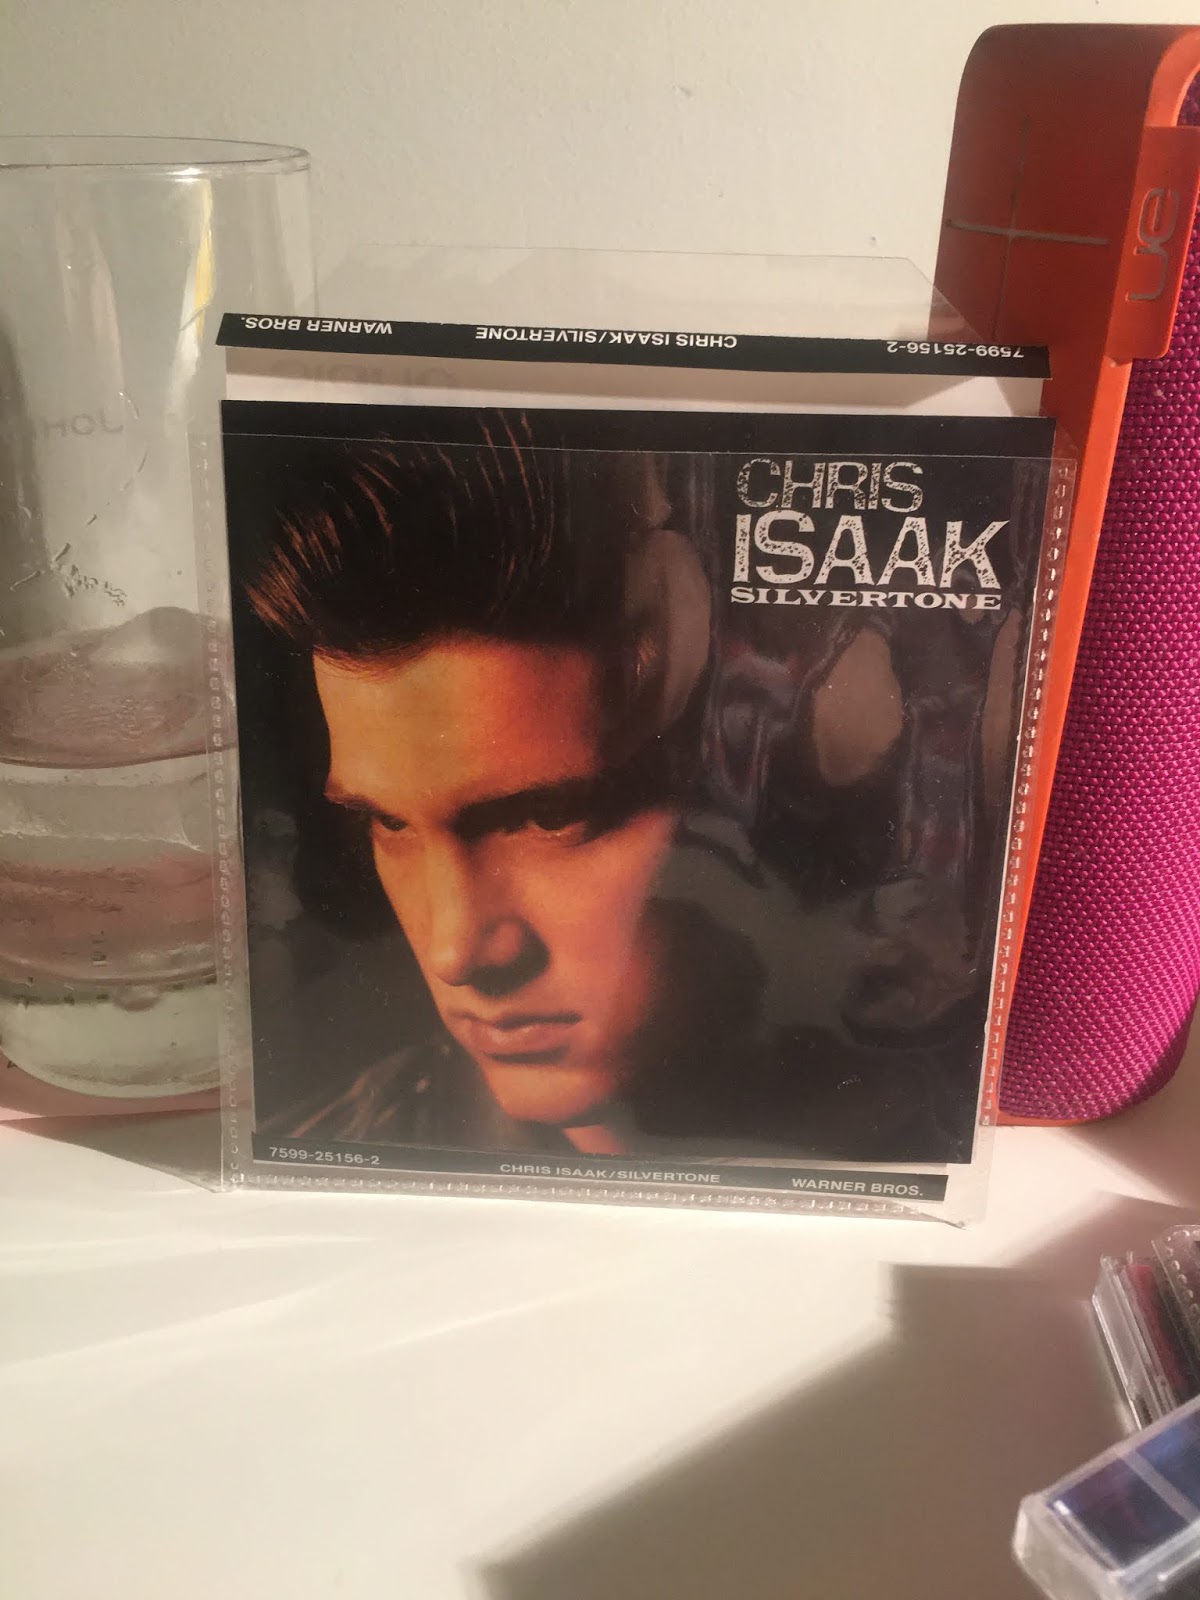 ue
7599-25156-2 CHRIS ISAAK/SILVERTONE WARNER BROS.
CHRIS
ISAAK
SILVERTONE
7599-25156-2 CHRIS ISAAK/SILVERTONE WARNER BROS.